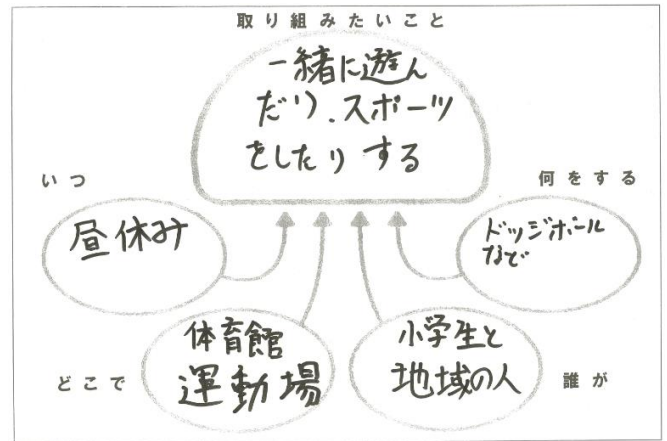 取り組みたいこと
一緒に遊ん
だり、スポーツ
をしたりする
いつ
昼休み
何をする
ドッジボール
など
どこで
体育館
運動場
小学生と
地域の人
誰が